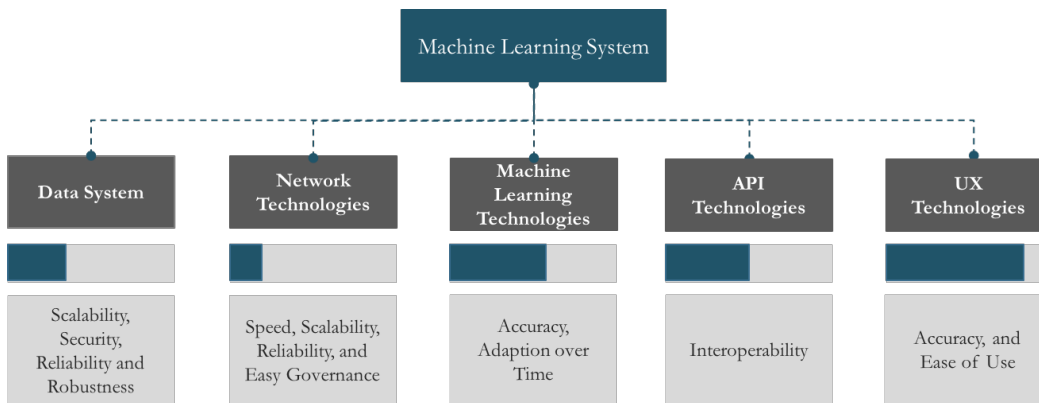 Machine Learning System
Data System
Network
Technologies
Machine
Learning
Technologies
API
Technologies
UX
Technologies
Scalability,
Security,
Reliability and
Robustness
Speed, Scalability,
Reliability, and
Easy Governance
Accuracy,
Adaption over
Time
Interoperability
Accuracy, and
Ease of Use